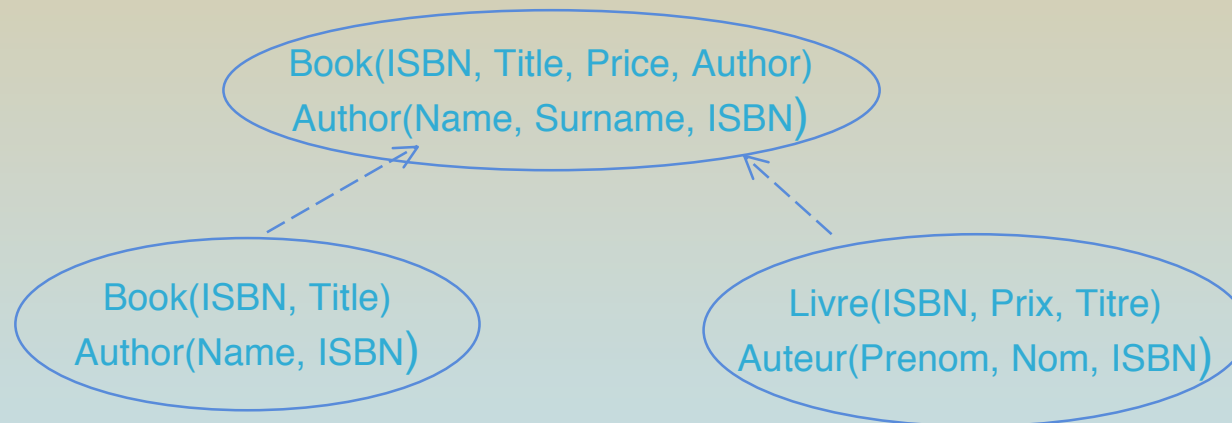 Book(ISBN, Title, Price, Author)
Author(Name, Surname, ISBN)
Book(ISBN, Title)
Author(Name, ISBN)
Livre(ISBN, Prix, Titre)
Auteur(Prenom, Nom, ISBN)